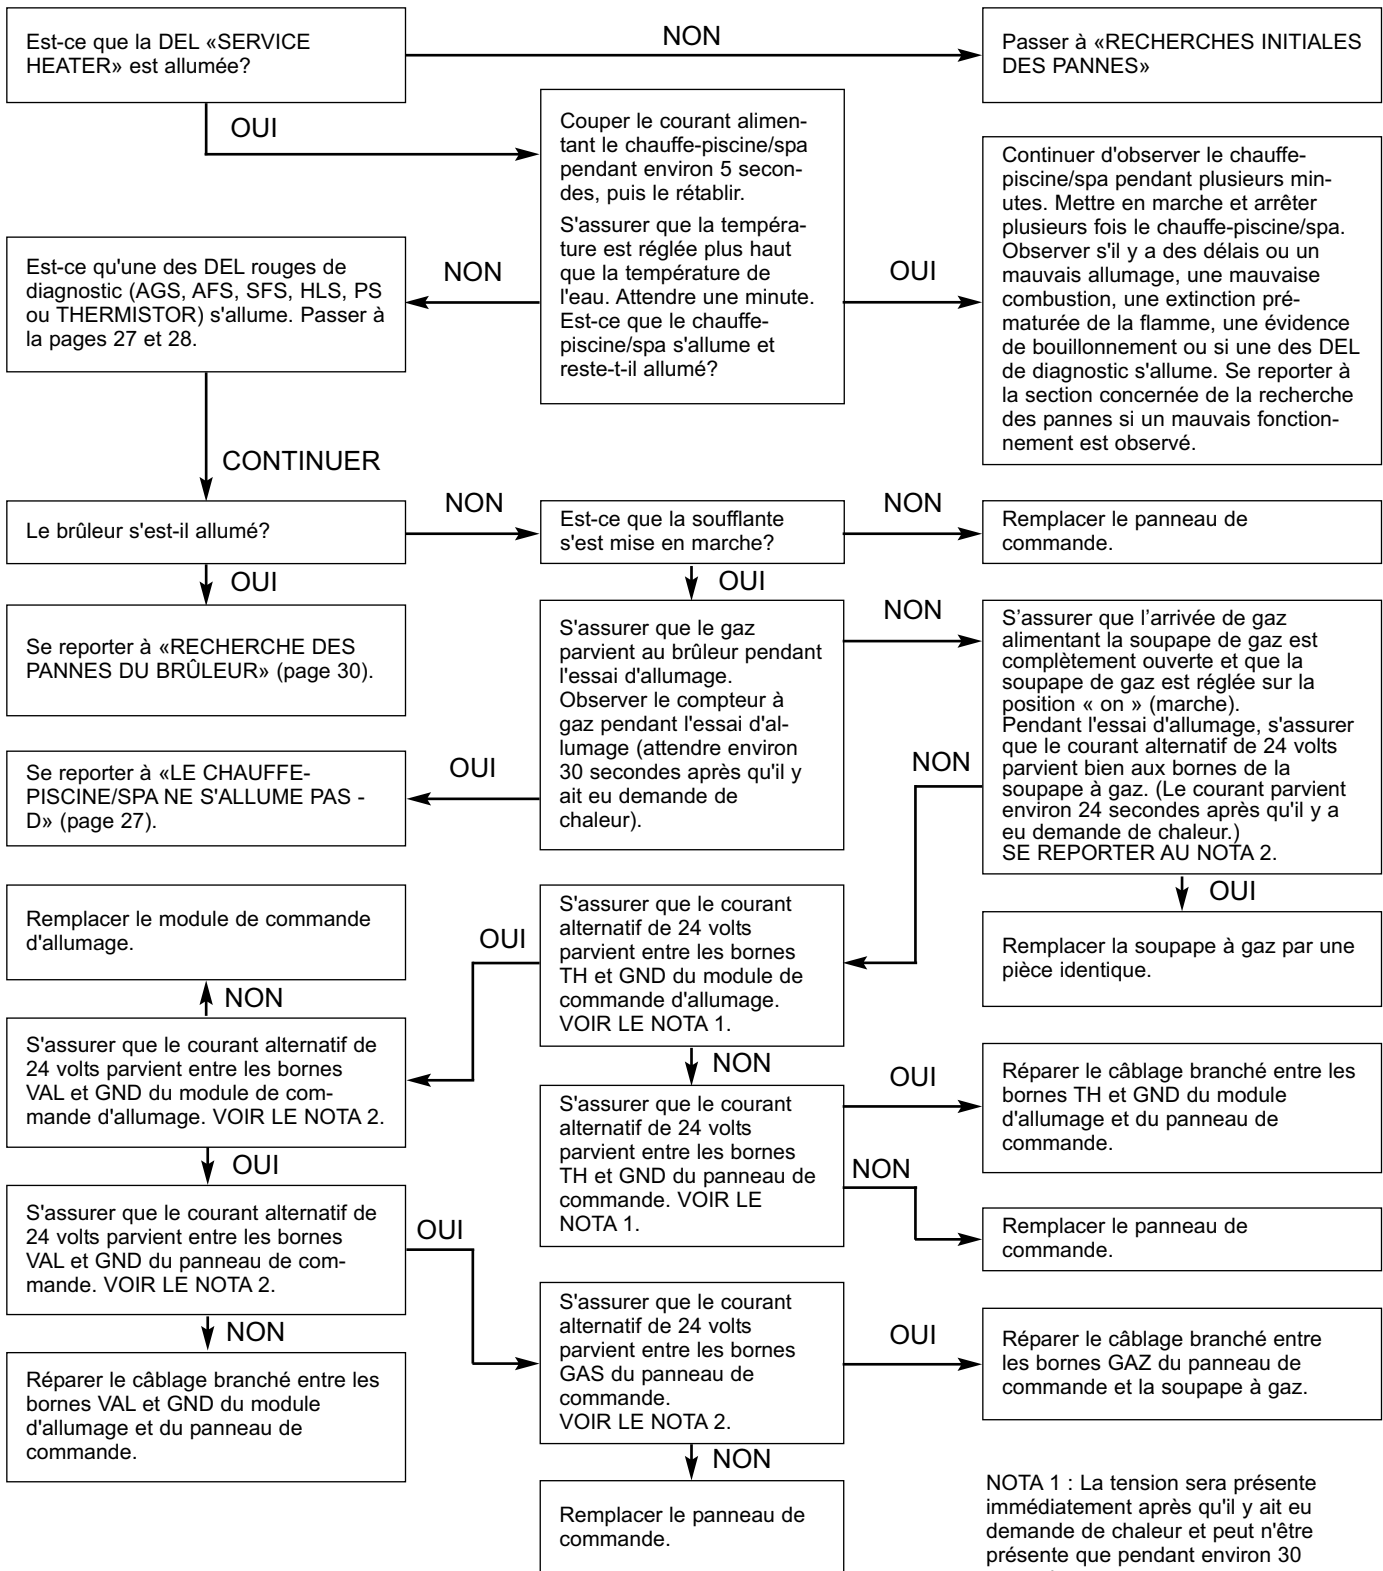 Est-ce que la DEL «SERVICE
HEATER» est allumée?
NON
Passer à «RECHERCHES INITIALES
DES PANNES»
OUI
Couper le courant alimen-
tant le chauffe-piscine/spa
pendant environ 5 secon-
des, puis le rétablir.
S'assurer que la tempéra-
ture est réglée plus haut
que la température de
l'eau. Attendre une minute.
Est-ce que le chauffe-
piscine/spa s'allume et
reste-t-il allumé?
OUI
Continuer d'observer le chauffe-
piscine/spa pendant plusieurs min-
utes. Mettre en marche et arrêter
plusieurs fois le chauffe-piscine/spa.
Observer s'il y a des délais ou un
mauvais allumage, une mauvaise
combustion, une extinction pré-
maturée de la flamme, une évidence
de bouillonnement ou si une des DEL
de diagnostic s'allume. Se reporter à
la section concernée de la recherche
des pannes si un mauvais fonction-
nement est observé.
NON
Est-ce qu'une des DEL rouges de
diagnostic (AGS, AFS, SFS, HLS, PS
ou THERMISTOR) s'allume. Passer à
la pages 27 et 28.
CONTINUER
Le brûleur s'est-il allumé?
NON
Est-ce que la soufflante
s'est mise en marche?
NON
Remplacer le panneau de
commande.
OUI
Se reporter à «RECHERCHE DES
PANNES DU BRÛLEUR» (page 30).
OUI
S'assurer que le gaz
parvient au brûleur pendant
l'essai d'allumage.
Observer le compteur à
gaz pendant l'essai d'al-
lumage (attendre environ
30 secondes après qu'il y
ait eu demande de
chaleur).
NON
S’assurer que l’arrivée de gaz
alimentant la soupape de gaz est
complètement ouverte et que la
soupape de gaz est réglée sur la
position « on » (marche).
Pendant l'essai d'allumage, s'assurer
que le courant alternatif de 24 volts
parvient bien aux bornes de la
soupape à gaz. (Le courant parvient
environ 24 secondes après qu'il y a
eu demande de chaleur.)
SE REPORTER AU NOTA 2.
OUI
Se reporter à «LE CHAUFFE-
PISCINE/SPA NE S'ALLUME PAS -
D» (page 27).
NON
OUI
Remplacer la soupape à gaz par une
pièce identique.
S'assurer que le courant
alternatif de 24 volts
parvient entre les bornes
TH et GND du module de
commande d'allumage.
VOIR LE NOTA 1.
OUI
Remplacer le module de commande
d'allumage.
NON
S'assurer que le courant alternatif de
24 volts parvient entre les bornes
VAL et GND du module de com-
mande d'allumage. VOIR LE NOTA 2.
NON
S'assurer que le courant
alternatif de 24 volts
parvient entre les bornes
TH et GND du panneau de
commande. VOIR LE
NOTA 1.
OUI
Réparer le câblage branché entre les
bornes TH et GND du module
d'allumage et du panneau de
commande.
NON
Remplacer le panneau de
commande.
OUI
S'assurer que le courant alternatif de
24 volts parvient entre les bornes
VAL et GND du panneau de com-
mande. VOIR LE NOTA 2.
OUI
NON
Réparer le câblage branché entre les
bornes VAL et GND du module
d'allumage et du panneau de
commande.
S'assurer que le courant
alternatif de 24 volts
parvient entre les bornes
GAS du panneau de
commande.
VOIR LE NOTA 2.
OUI
Réparer le câblage branché entre
les bornes GAZ du panneau de
commande et la soupape à gaz.
NON
Remplacer le panneau de
commande.
NOTA 1 : La tension sera présente
immédiatement après qu'il y ait eu
demande de chaleur et peut n'être
présente que pendant environ 30